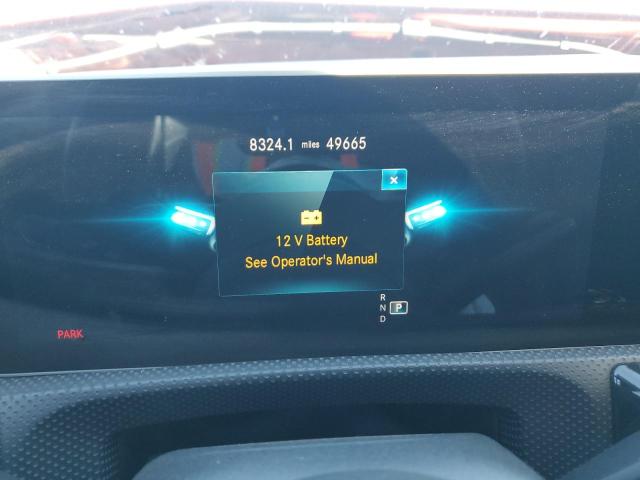 8324.1 miles 49665
×
12 V Battery
See Operator's Manual
R
N P
D
PARK